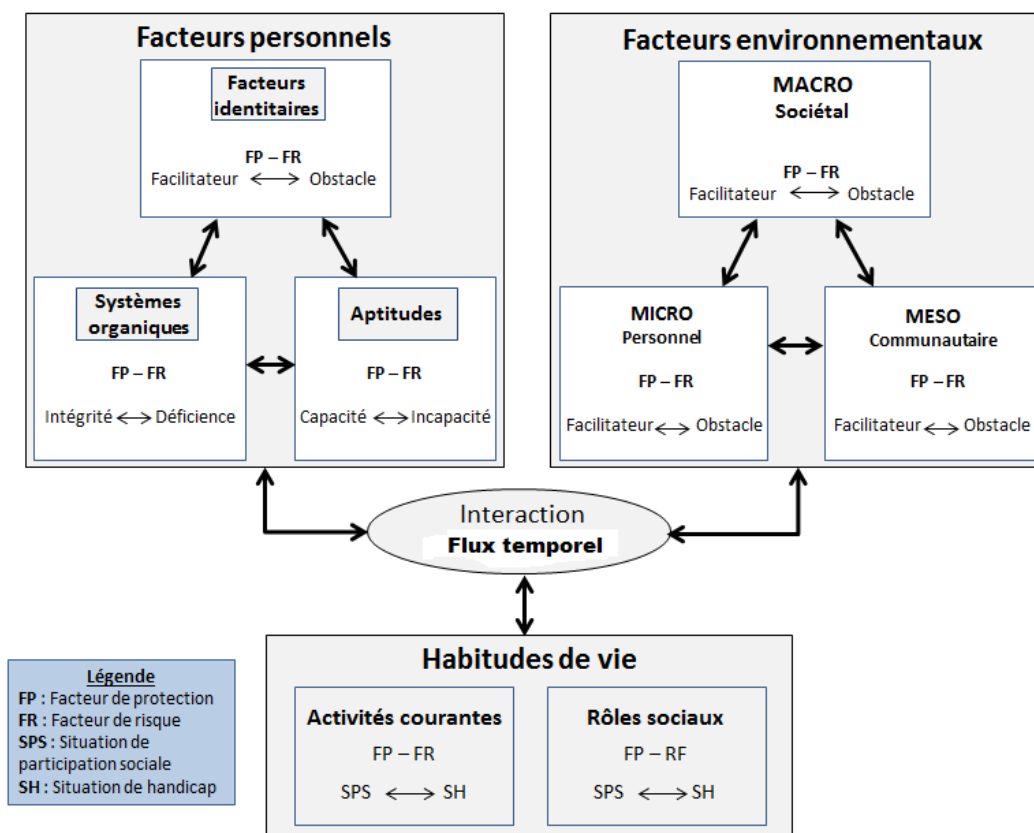 Facteurs personnels
Facteurs
identitaires
FP – FR
Facilitateur Obstacle
Systèmes
organiques
FP – FR
Intégrité Déficience
Aptitudes
FP – FR
Capacité Incapacité
Facteurs environnementaux
MACRO
Sociétal
FP – FR
Facilitateur Obstacle
MICRO
Personnel
FP – FR
Facilitateur Obstacle
MESO
Communautaire
FP – FR
Facilitateur Obstacle
Interaction
Flux temporel
Habitudes de vie
Activités courantes
FP – FR
SPS SH
Rôles sociaux
FP – RF
SPS SH
Légende
FP : Facteur de protection
FR : Facteur de risque
SPS : Situation de
participation sociale
SH : Situation de handicap